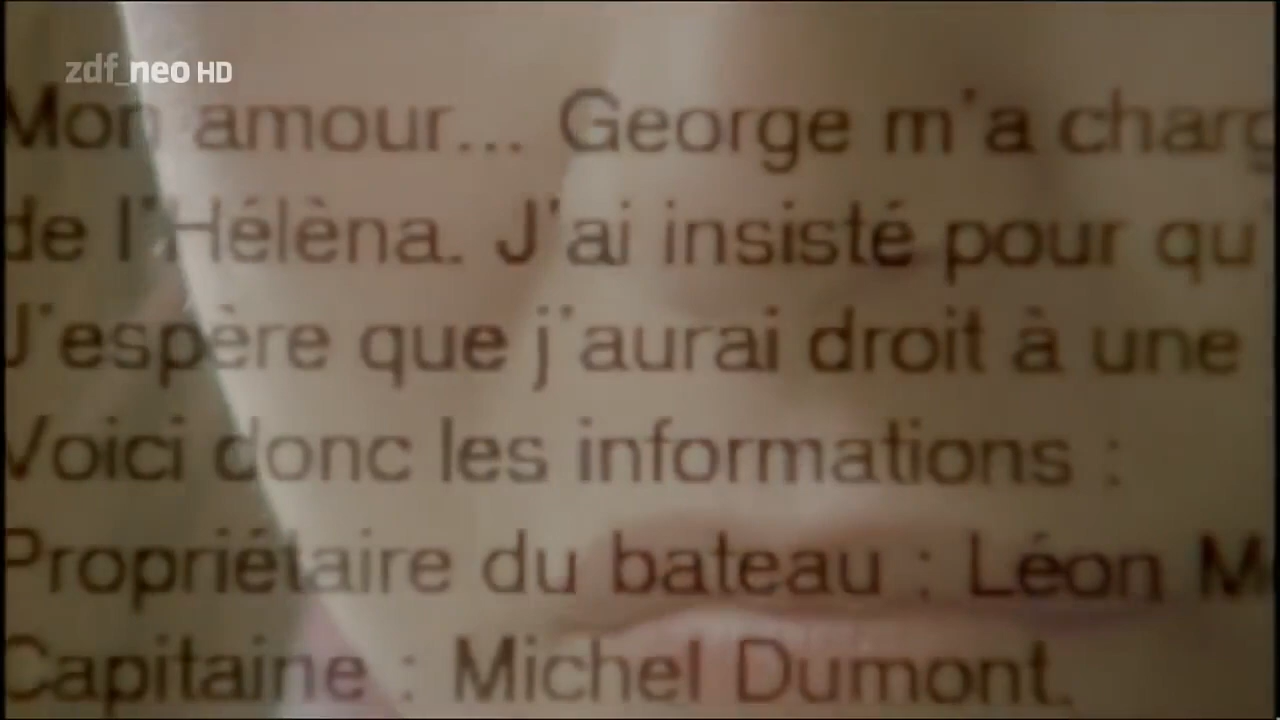 zdf_neo HD
Mon amour... George m'a charg
de l'Hélèna. J'ai insisté pour qu'
J'espère que j'aurai droit à une
Voici donc les informations :
Propriétaire du bateau : Léon M
Capitaine : Michel Dumont.